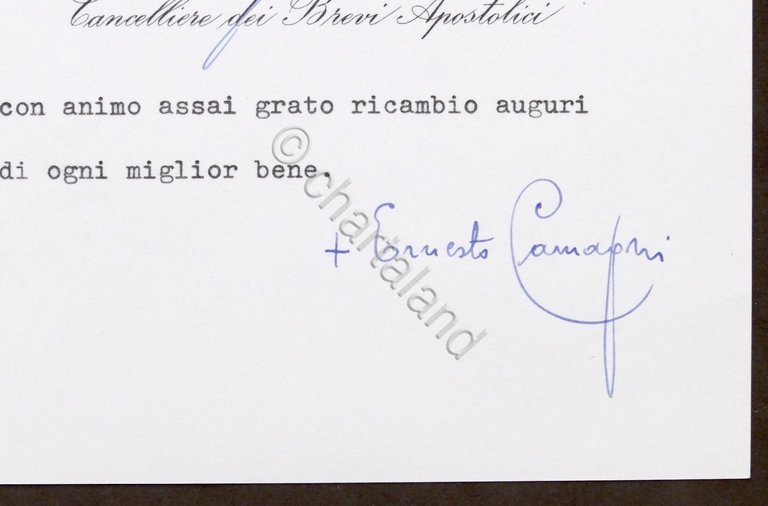 Cancelliere dei Brevi Apostolici
con animo assai grato ricambio auguri
di ogni miglior bene.
+ Ernesto Camagni
© chartaland